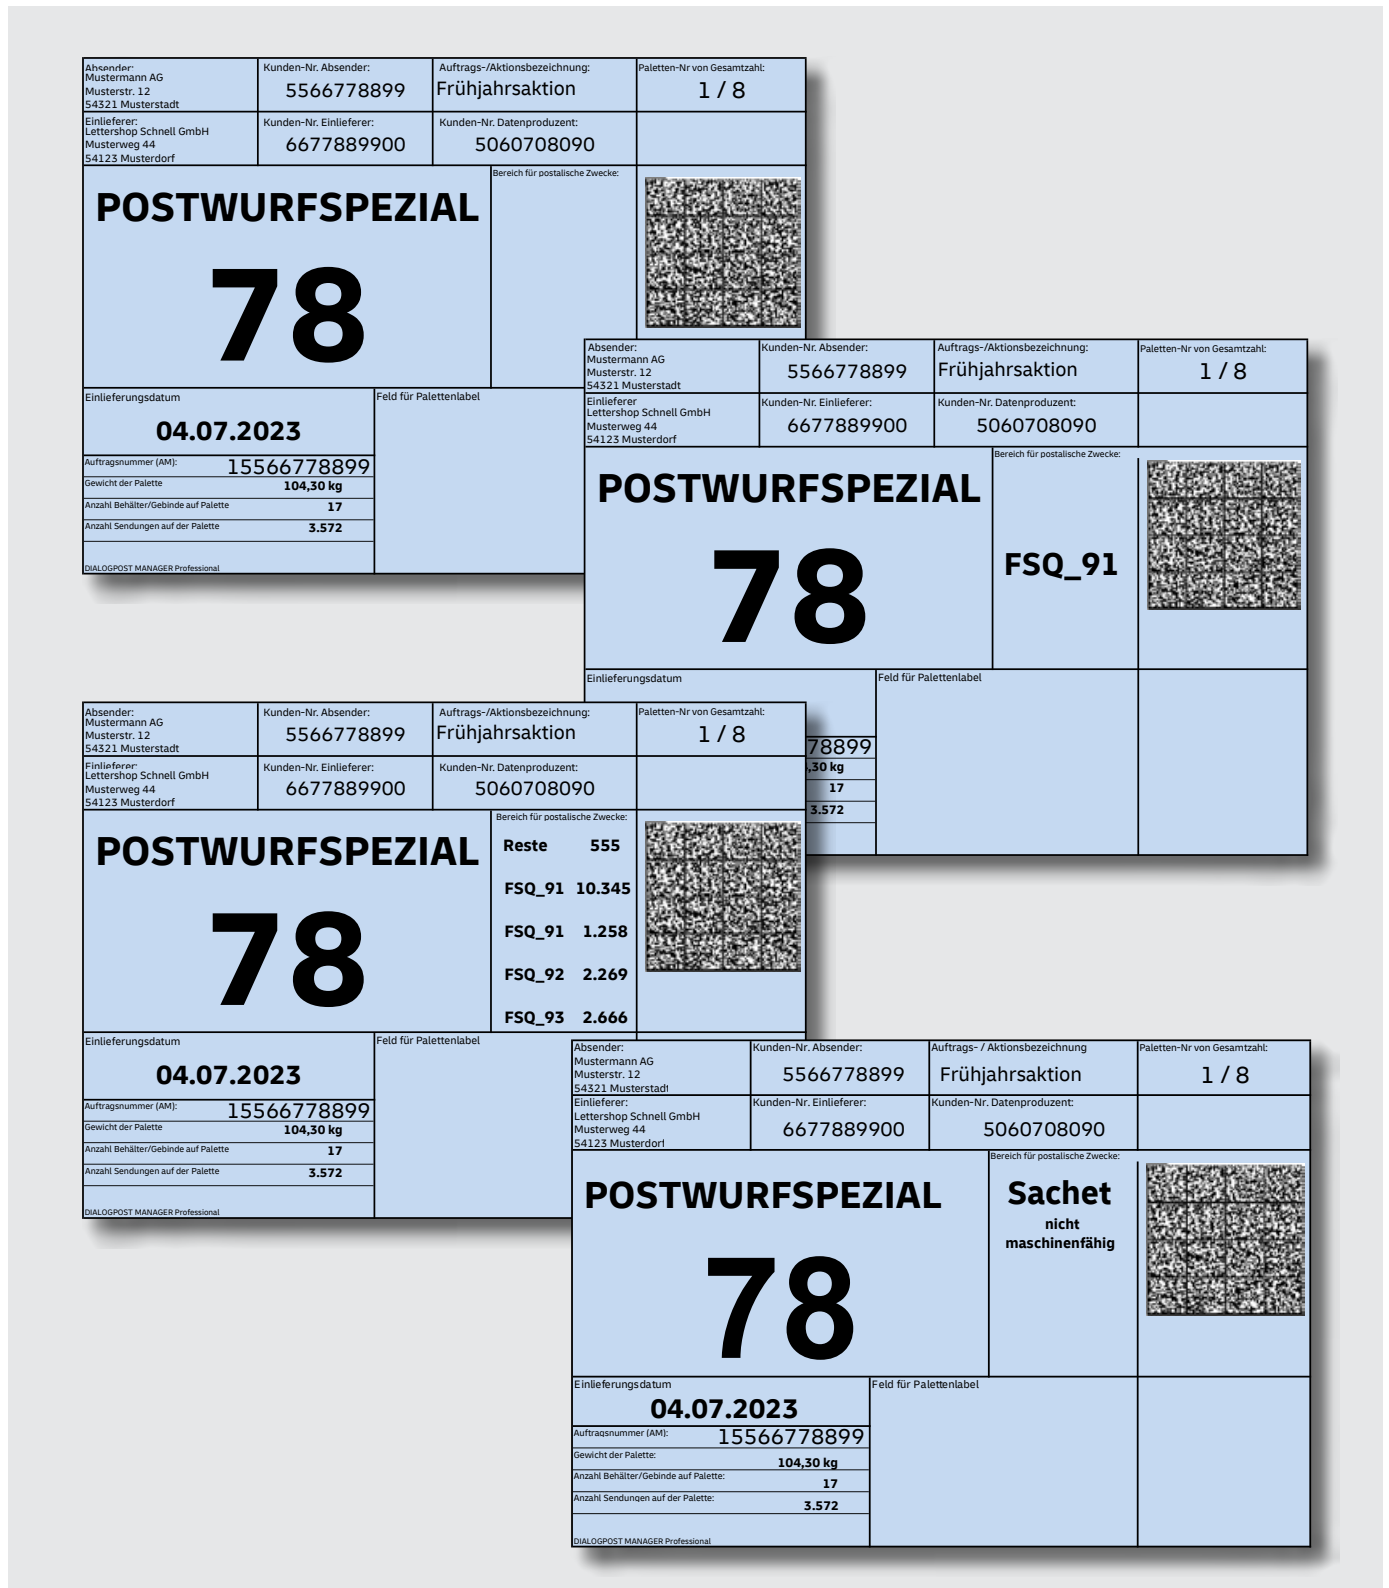 Absender:
Mustermann AG
Musterstr. 12
54321 Musterstadt
Kunden-Nr. Absender:
5566778899
Auftrags-/Aktionsbezeichnung:
Frühjahrsaktion
Paletten-Nr von Gesamtzahl:
1 / 8
Einlieferer:
Lettershop Schnell GmbH
Musterweg 44
54123 Musterdorf
Kunden-Nr. Einlieferer:
6677889900
Kunden-Nr. Datenproduzent:
5060708090
POSTWURFSPEZIAL
78
Bereich für postalische Zwecke:
Einlieferungsdatum
04.07.2023
Auftragsnummer (AM): 15566778899
Gewicht der Palette 104,30 kg
Anzahl Behälter/Gebinde auf Palette 17
Anzahl Sendungen auf der Palette 3.572
DIALOGPOST MANAGER Professional
Feld für Palettenlabel
Absender:
Mustermann AG
Musterstr. 12
54321 Musterstadt
Kunden-Nr. Absender:
5566778899
Auftrags-/Aktionsbezeichnung:
Frühjahrsaktion
Paletten-Nr von Gesamtzahl:
1 / 8
Einlieferer
Lettershop Schnell GmbH
Musterweg 44
54123 Musterdorf
Kunden-Nr. Einlieferer:
6677889900
Kunden-Nr. Datenproduzent:
5060708090
POSTWURFSPEZIAL
78
Bereich für postalische Zwecke:
FSQ_91
Einlieferungsdatum
78899
,30 kg
17
3.572
Feld für Palettenlabel
Absender:
Mustermann AG
Musterstr. 12
54321 Musterstadt
Kunden-Nr. Absender:
5566778899
Auftrags-/Aktionsbezeichnung:
Frühjahrsaktion
Paletten-Nr von Gesamtzahl:
1 / 8
Einlieferer:
Lettershop Schnell GmbH
Musterweg 44
54123 Musterdorf
Kunden-Nr. Einlieferer:
6677889900
Kunden-Nr. Datenproduzent:
5060708090
POSTWURFSPEZIAL
78
Bereich für postalische Zwecke:
Reste 555
FSQ_91 10.345
FSQ_91 1.258
FSQ_92 2.269
FSQ_93 2.666
Einlieferungsdatum
04.07.2023
Auftragsnummer (AM): 15566778899
Gewicht der Palette 104,30 kg
Anzahl Behälter/Gebinde auf Palette 17
Anzahl Sendungen auf der Palette 3.572
DIALOGPOST MANAGER Professional
Feld für Palettenlabel
Absender:
Mustermann AG
Musterstr. 12
54321 Musterstadt
Kunden-Nr. Absender:
5566778899
Auftrags- / Aktionsbezeichnung
Frühjahrsaktion
Paletten-Nr von Gesamtzahl:
1 / 8
Einlieferer:
Lettershop Schnell GmbH
Musterweg 44
54123 Musterdorf
Kunden-Nr. Einlieferer:
6677889900
Kunden-Nr. Datenproduzent:
5060708090
POSTWURFSPEZIAL
78
Bereich für postalische Zwecke:
Sachet
nicht
maschinenfähig
Einlieferungsdatum
04.07.2023
Auftragsnummer (AM): 15566778899
Gewicht der Palette: 104,30 kg
Anzahl Behälter/Gebinde auf Palette: 17
Anzahl Sendungen auf der Palette: 3.572
DIALOGPOST MANAGER Professional
Feld für Palettenlabel